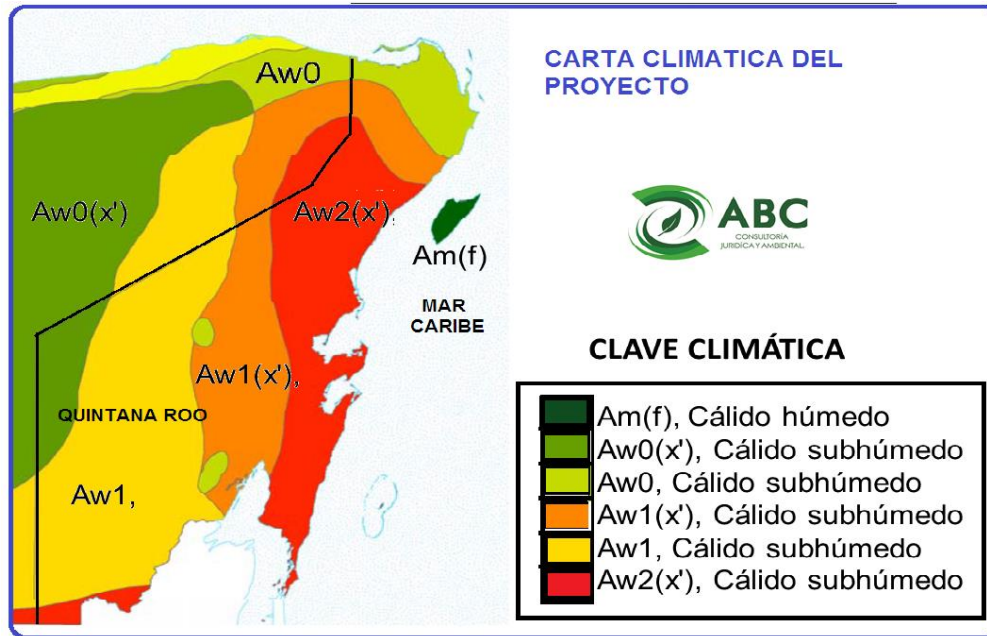 CARTA CLIMATICA DEL
PROYECTO
Aw0
Aw0(x')
Aw2(x'),
Am(f)
MAR
CARIBE
Aw1(x'),
QUINTANA ROO
Aw1,
ABC
CONSULTORÍA
JURIDÍCA Y AMBIENTAL
CLAVE CLIMÁTICA
Am(f), Cálido húmedo
Aw0(x'), Cálido subhúmedo
Aw0, Cálido subhúmedo
Aw1(x'), Cálido subhúmedo
Aw1, Cálido subhúmedo
Aw2(x'), Cálido subhúmedo